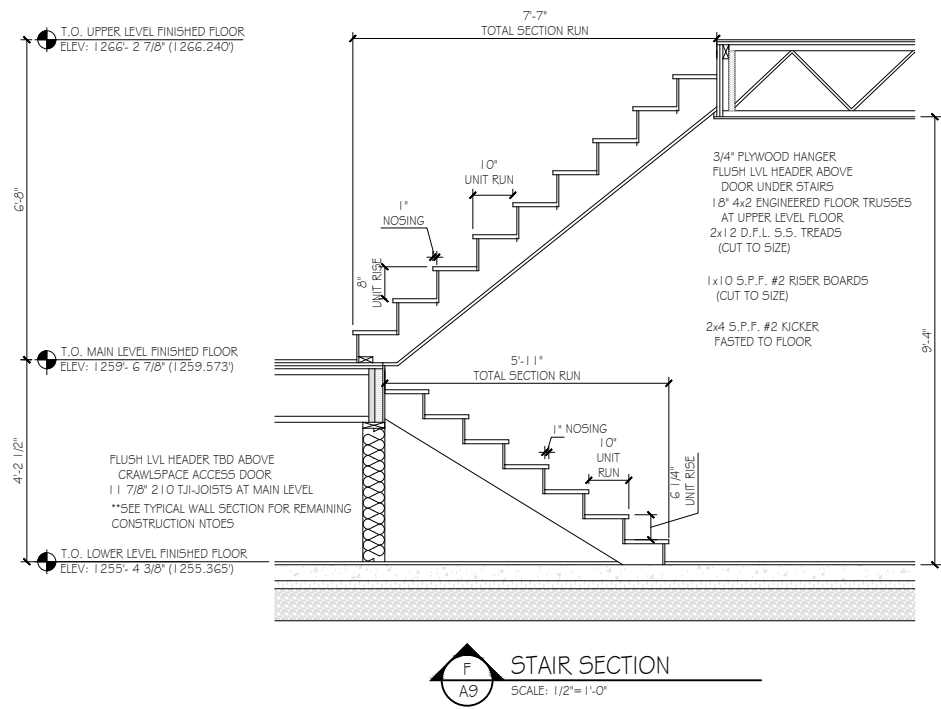 7'-7"
TOTAL SECTION RUN
T.O. UPPER LEVEL FINISHED FLOOR
ELEV: 1266'- 2 7/8" (1266.240')
6'-8"
10"
UNIT RUN
1"
NOSING
8"
UNIT RISE
3/4" PLYWOOD HANGER
FLUSH LVL HEADER ABOVE
DOOR UNDER STAIRS
18" 4x2 ENGINEERED FLOOR TRUSSES
AT UPPER LEVEL FLOOR
2x12 D.F.L. S.S. TREADS
(CUT TO SIZE)
1x10 S.P.F. #2 RISER BOARDS
(CUT TO SIZE)
2x4 S.P.F. #2 KICKER
FASTED TO FLOOR
9'-4"
T.O. MAIN LEVEL FINISHED FLOOR
ELEV: 1259'- 6 7/8" (1259.573')
5'-11"
TOTAL SECTION RUN
4'-2 1/2"
1" NOSING
10"
UNIT
RUN
6 1/4"
UNIT RISE
FLUSH LVL HEADER TBD ABOVE
CRAWLSPACE ACCESS DOOR
11 7/8" 210 TJI-JOISTS AT MAIN LEVEL
**SEE TYPICAL WALL SECTION FOR REMAINING
CONSTRUCTION NTOES
T.O. LOWER LEVEL FINISHED FLOOR
ELEV: 1255'- 4 3/8" (1255.365')
F
A9
STAIR SECTION
SCALE: 1/2"=1'-0"